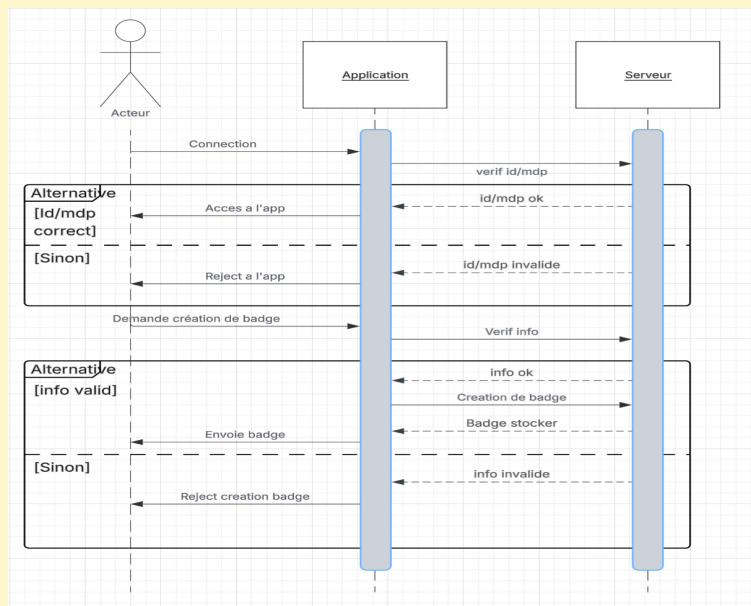 Application
Serveur
Acteur
Connection
verif id/mdp
Alternative
id/mdp ok
[Id/mdp
correct]
Acces a l'app
[Sinon]
id/mdp invalide
Reject a l'app
Demande création de badge
Verif info
Alternative
info ok
[info valid]
Creation de badge
Badge stocker
Envoie badge
[Sinon]
info invalide
Reject creation badge